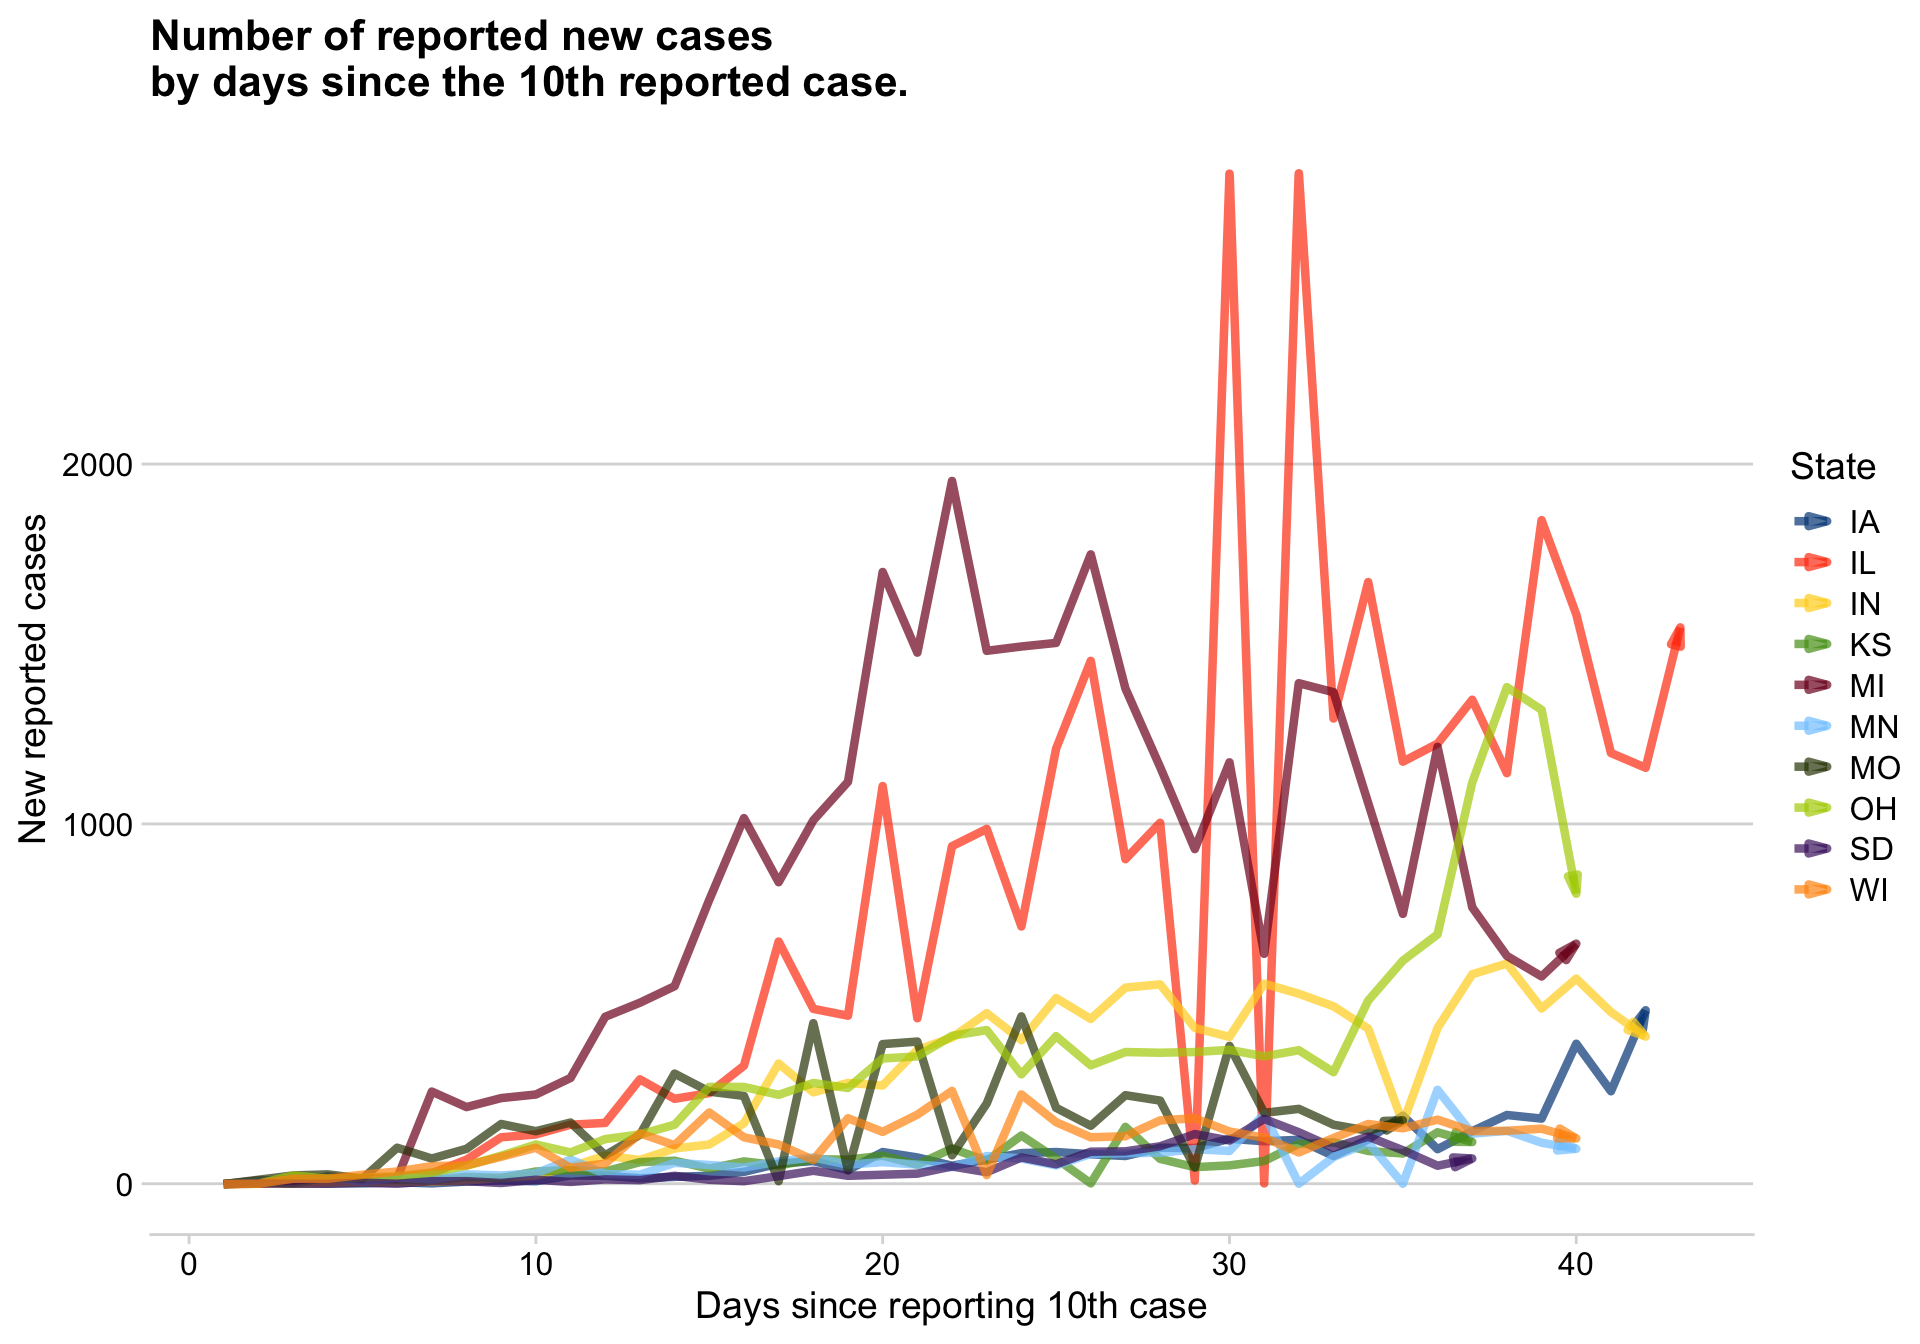 Number of reported new cases
by days since the 10th reported case.
2000
1000
0
New reported cases
0 10 20 30 40
Days since reporting 10th case
State
IA
IL
IN
KS
MI
MN
MO
OH
SD
WI